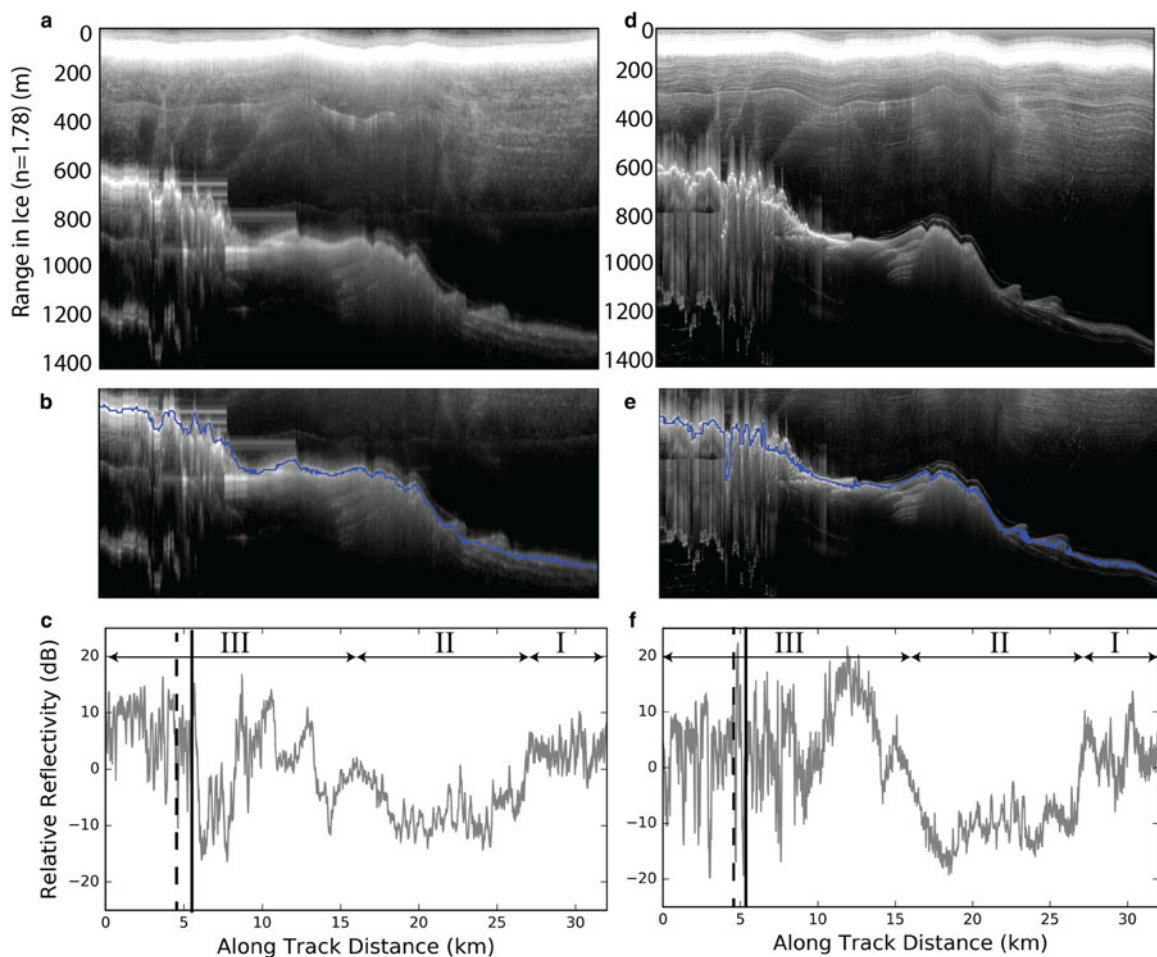 a
Range in Ice (n=1.78) (m)
0
200
400
600
800
1000
1200
1400
b
c
Relative Reflectivity (dB)
20
10
0
−10
−20
III
II
I
0 5 10 15 20 25 30
Along Track Distance (km)
d
0
200
400
600
800
1000
1200
1400
e
f
20
10
0
−10
−20
III
II
I
0 5 10 15 20 25 30
Along Track Distance (km)